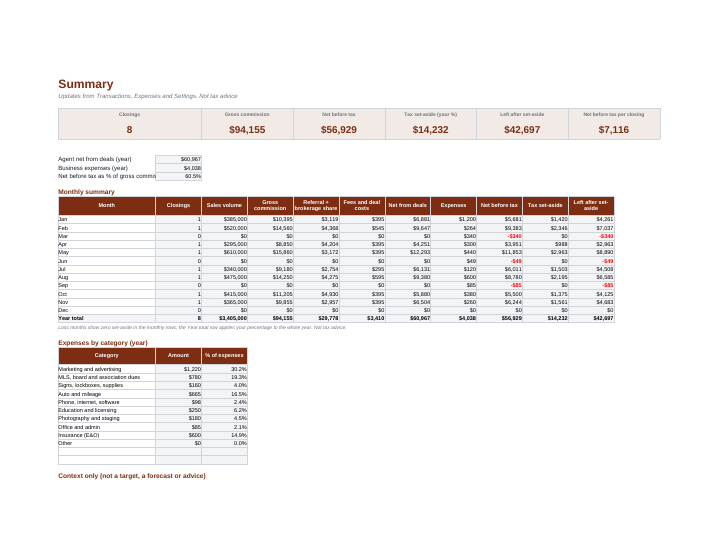 Summary
Updates from Transactions, Expenses and Settings. Not tax advice
Closings Gross commission Net before tax Tax set-aside (year %) Left after set-aside Net before tax per closing
8 $94,155 $56,929 $14,232 $42,697 $7,116
Agent net from deals (year) $60,967
Business expenses (year) $4,038
Net before tax as % of gross commis 60.5%
Monthly summary
Month Closings Sales volume Gross commission Referral + brokerage share Fees and deal costs Net from deals Expenses Net before tax Tax set-aside Left after set-aside
Jan 1 $385,000 $10,395 $3,119 $395 $6,881 $1,200 $5,681 $1,420 $4,261
Feb 1 $520,000 $14,560 $4,368 $545 $9,647 $264 $9,383 $2,346 $7,037
Mar 0 $0 $0 $0 $0 $0 $340 -$340 $0 -$340
Apr 1 $295,000 $8,850 $4,204 $395 $4,251 $300 $3,951 $988 $2,963
May 1 $610,000 $15,860 $3,172 $395 $12,293 $440 $11,853 $2,963 $8,890
Jun 0 $0 $0 $0 $0 $0 $49 -$49 $0 -$49
Jul 1 $340,000 $9,180 $2,754 $295 $6,131 $120 $6,011 $1,503 $4,508
Aug 1 $475,000 $14,250 $4,275 $595 $9,380 $600 $8,780 $2,195 $6,585
Sep 0 $0 $0 $0 $0 $0 $85 -$85 $0 -$85
Oct 1 $415,000 $11,205 $4,930 $395 $5,880 $380 $5,500 $1,375 $4,125
Nov 1 $365,000 $9,855 $2,957 $395 $6,504 $260 $6,244 $1,561 $4,683
Dec 0 $0 $0 $0 $0 $0 $0 $0 $0 $0
Year total 8 $3,405,000 $94,155 $29,778 $3,410 $60,967 $4,038 $56,929 $14,232 $42,697
Loss months show zero set-aside in the monthly rows; the Year total row applies your percentage to the whole year. Not tax advice.
Expenses by category (year)
Category Amount % of expenses
Marketing and advertising $1,220 30.2%
MLS, board and association dues $780 19.3%
Signs, lockboxes, supplies $160 4.0%
Auto and mileage $665 16.5%
Phone, internet, software $98 2.4%
Education and licensing $250 6.2%
Photography and staging $180 4.5%
Office and admin $85 2.1%
Insurance (E&O) $600 14.9%
Other $0 0.0%
Context only (not a target, a forecast or advice)